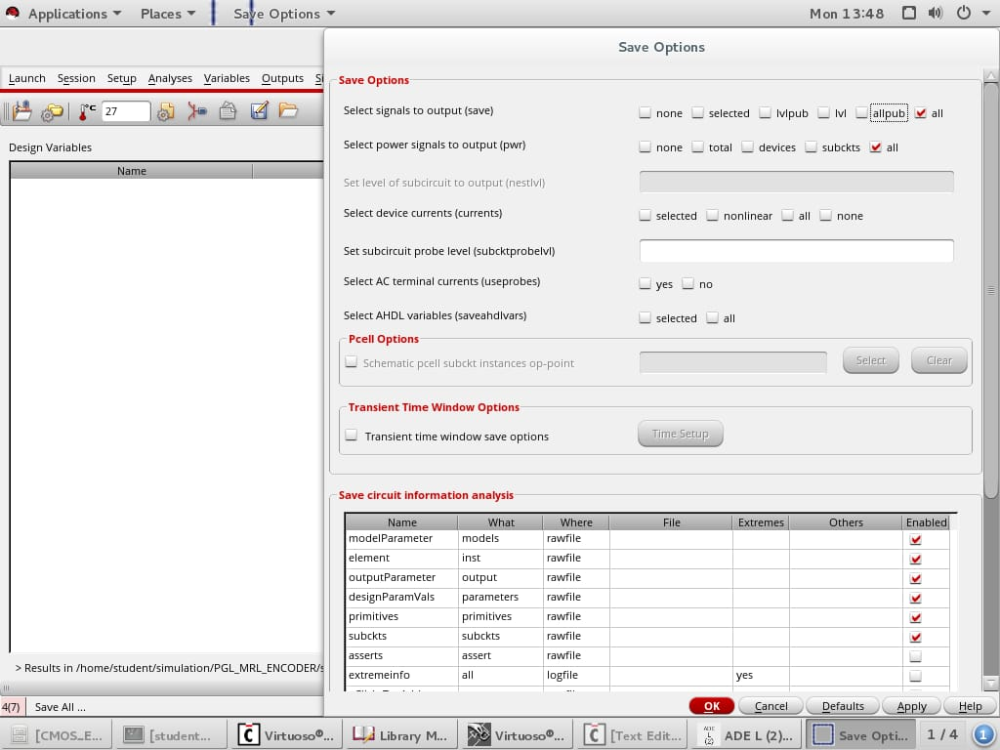 Applications Places Save Options Mon 13:48
Save Options
Launch Session Setup Analyses Variables Outputs
27
Design Variables
Name
> Results in /home/student/simulation/PGL_MRL_ENCODER/
4(7) Save All ...
Save Options
Select signals to output (save) none selected lvlpub lvl allpub all
Select power signals to output (pwr) none total devices subckts all
Set level of subcircuit to output (nestlvl)
Select device currents (currents) selected nonlinear all none
Set subcircuit probe level (subcktprobelvl)
Select AC terminal currents (useprobes) yes no
Select AHDL variables (saveahdlvars) selected all
Pcell Options
Schematic pcell subckt instances op-point Select Clear
Transient Time Window Options
Transient time window save options Time Setup
Save circuit information analysis
Name What Where File Extremes Others Enabled
modelParameter models rawfile
element inst rawfile
outputParameter output rawfile
designParamVals parameters rawfile
primitives primitives rawfile
subckts subckts rawfile
asserts assert rawfile
extremeinfo all logfile yes
OK Cancel Defaults Apply Help
[CMOS_E... [student... Virtuoso®... Library M... Virtuoso®... [Text Edit... ADE L (2)... Save Opti... 1 / 4 1